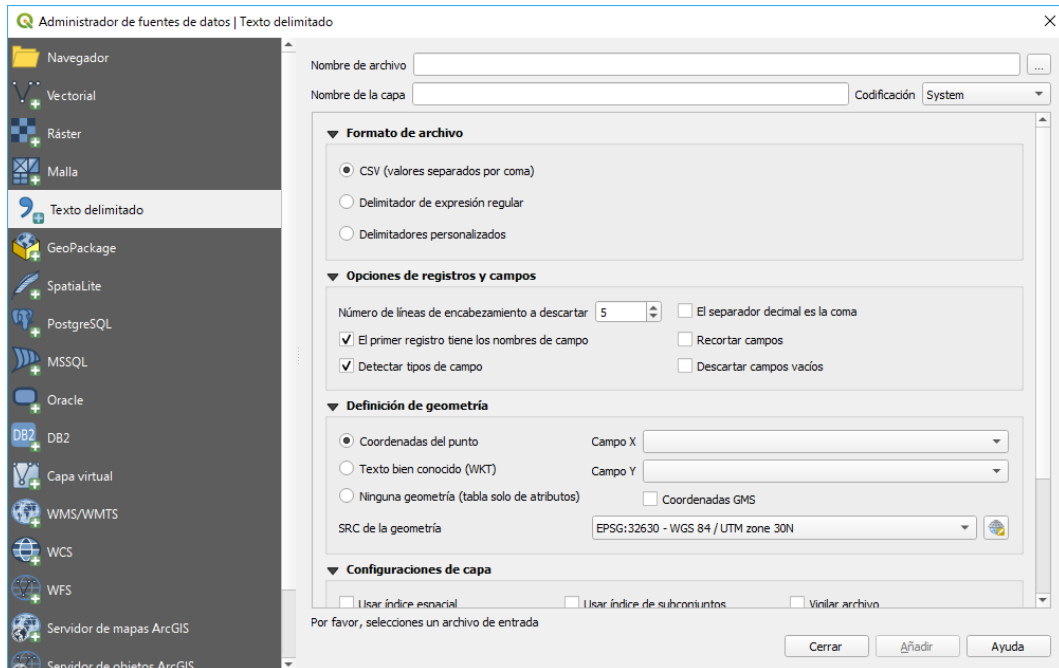 Administrador de fuentes de datos | Texto delimitado
Navegador
Vectorial
Ráster
Malla
Texto delimitado
GeoPackage
SpatiaLite
PostgreSQL
MSSQL
Oracle
DB2 DB2
Capa virtual
WMS/WMTS
WCS
WFS
Servidor de mapas ArcGIS
Servidor de objetos ArcGIS
Nombre de archivo ...
Nombre de la capa Codificación System
Formato de archivo
CSV (valores separados por coma)
Delimitador de expresión regular
Delimitadores personalizados
Opciones de registros y campos
Número de líneas de encabezamiento a descartar 5 El separador decimal es la coma
El primer registro tiene los nombres de campo Recortar campos
Detectar tipos de campo Descartar campos vacíos
Definición de geometría
Coordenadas del punto Campo X
Texto bien conocido (WKT) Campo Y
Ninguna geometría (tabla solo de atributos) Coordenadas GMS
SRC de la geometría EPSG:32630 - WGS 84 / UTM zone 30N
Configuraciones de capa
Usar índice espacial Usar índice de subconjuntos Vigilar archivo
Por favor, selecciones un archivo de entrada
Cerrar Añadir Ayuda